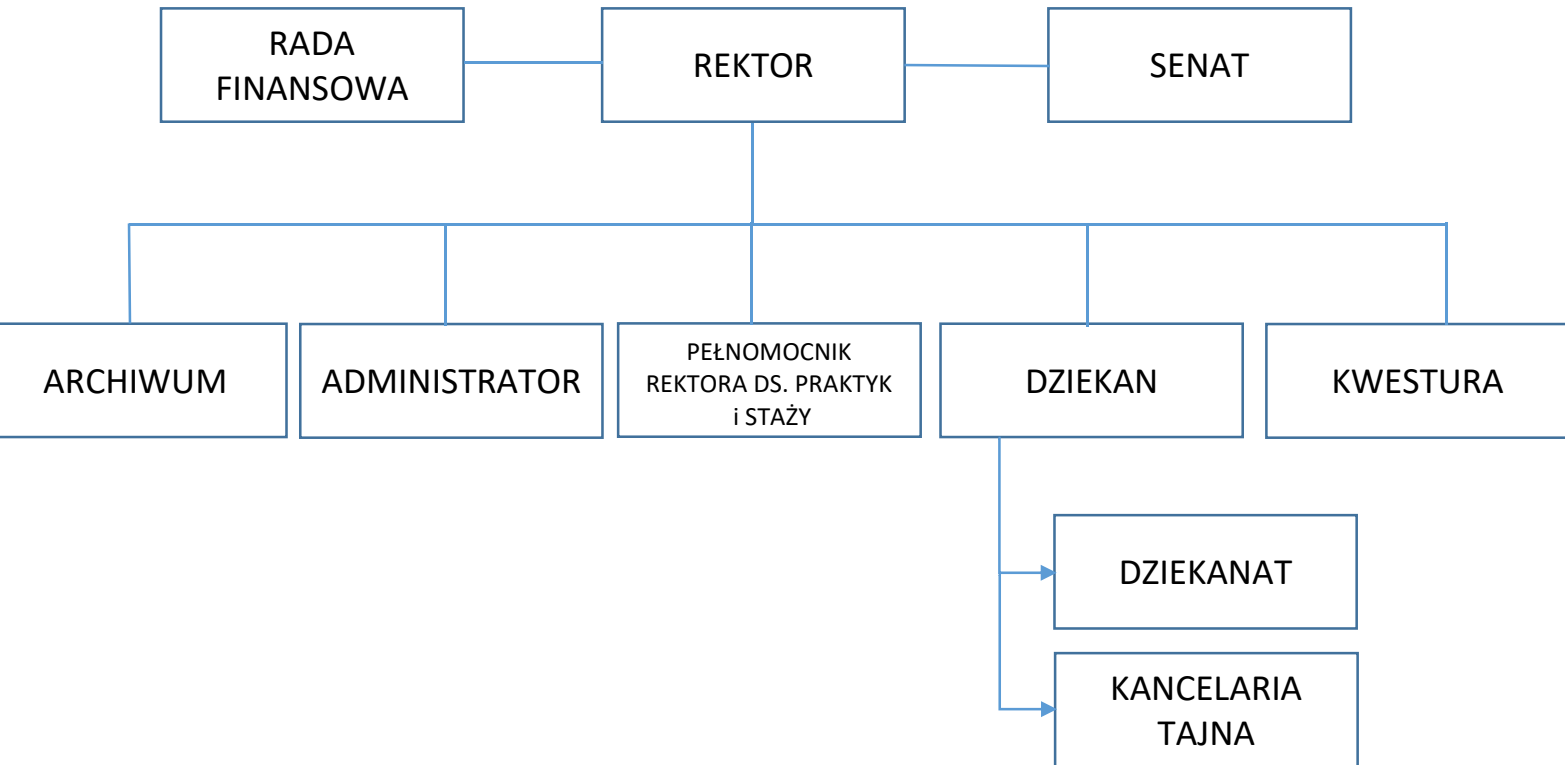 RADA
FINANSOWA
REKTOR
SENAT
ARCHIWUM
ADMINISTRATOR
PEŁNOMOCNIK
REKTORA DS. PRAKTYK
i STAŻY
DZIEKAN
KWESTURA
DZIEKANAT
KANCELARIA
TAJNA